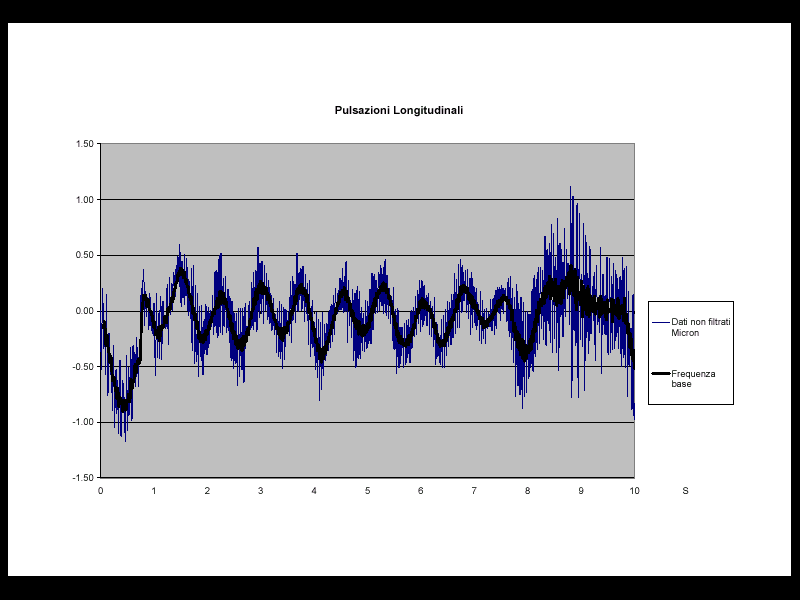 Pulsazioni Longitudinali
1.50
1.00
0.50
0.00
-0.50
-1.00
-1.50
0 1 2 3 4 5 6 7 8 9 10 S
Dati non filtrati
Micron
Frequenza
base